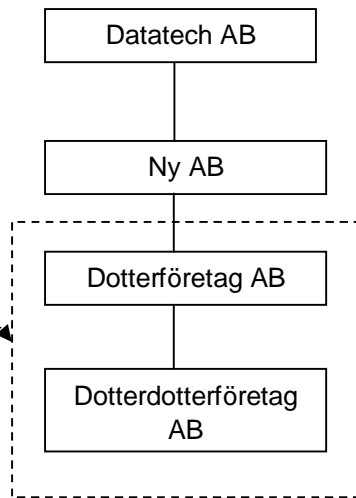 Datatech AB
Ny AB
Dotterföretag AB
Dotterdotterföretag
AB